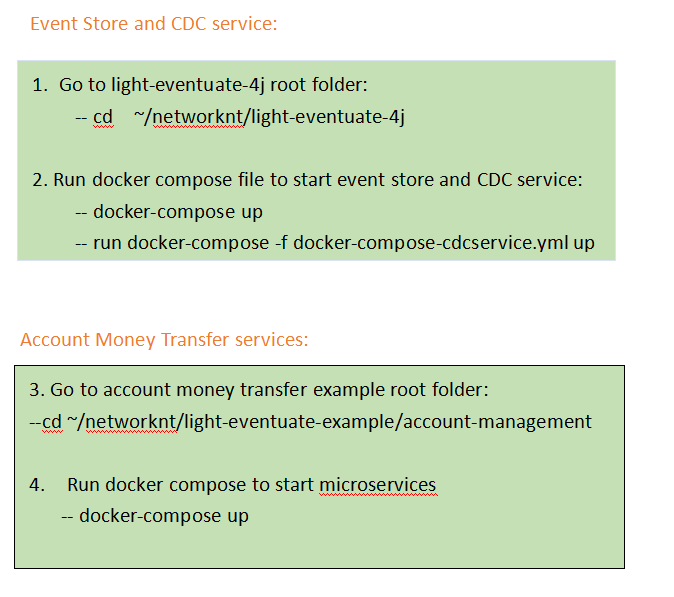 Event Store and CDC service:
1. Go to light-eventuate-4j root folder:
-- cd ~/networknt/light-eventuate-4j
2. Run docker compose file to start event store and CDC service:
-- docker-compose up
-- run docker-compose -f docker-compose-cdcservice.yml up
Account Money Transfer services:
3. Go to account money transfer example root folder:
--cd ~/networknt/light-eventuate-example/account-management
4. Run docker compose to start microservices
-- docker-compose up